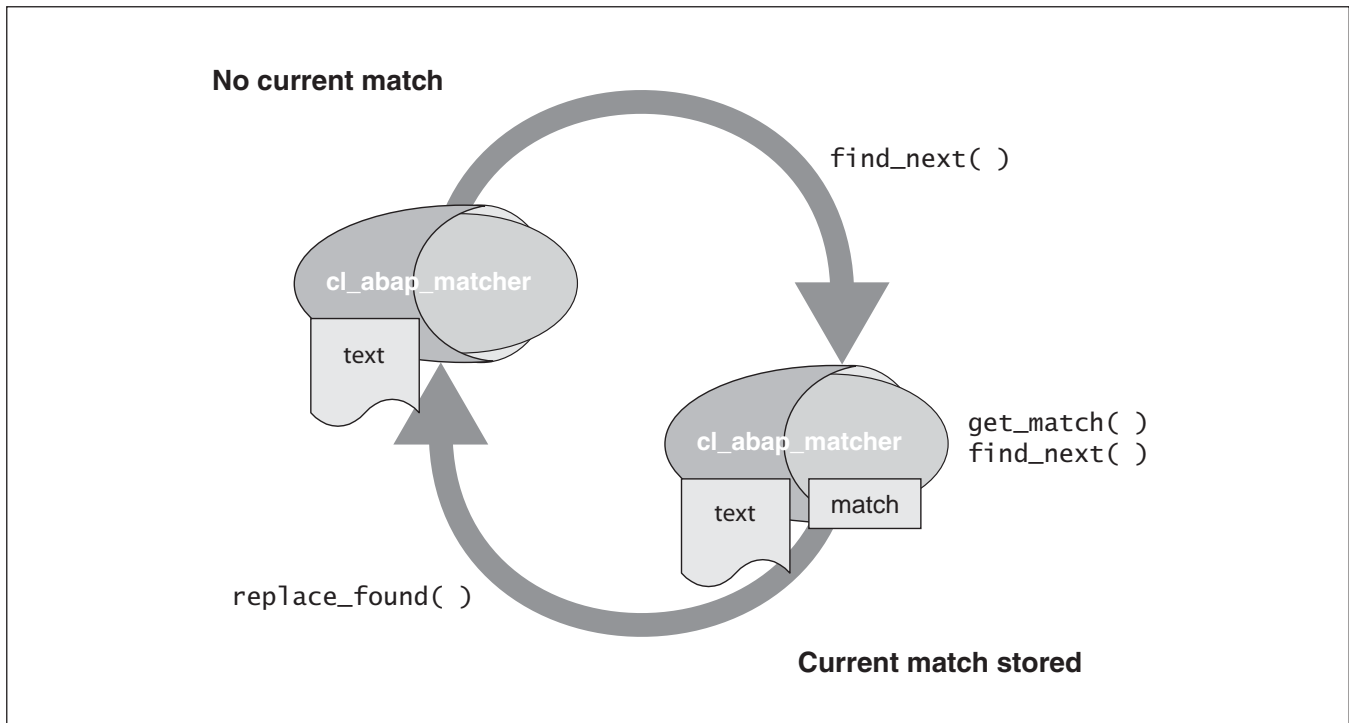 No current match
find_next( )
cl_abap_matcher
text
cl_abap_matcher
get_match( )
find_next( )
text
match
replace_found( )
Current match stored